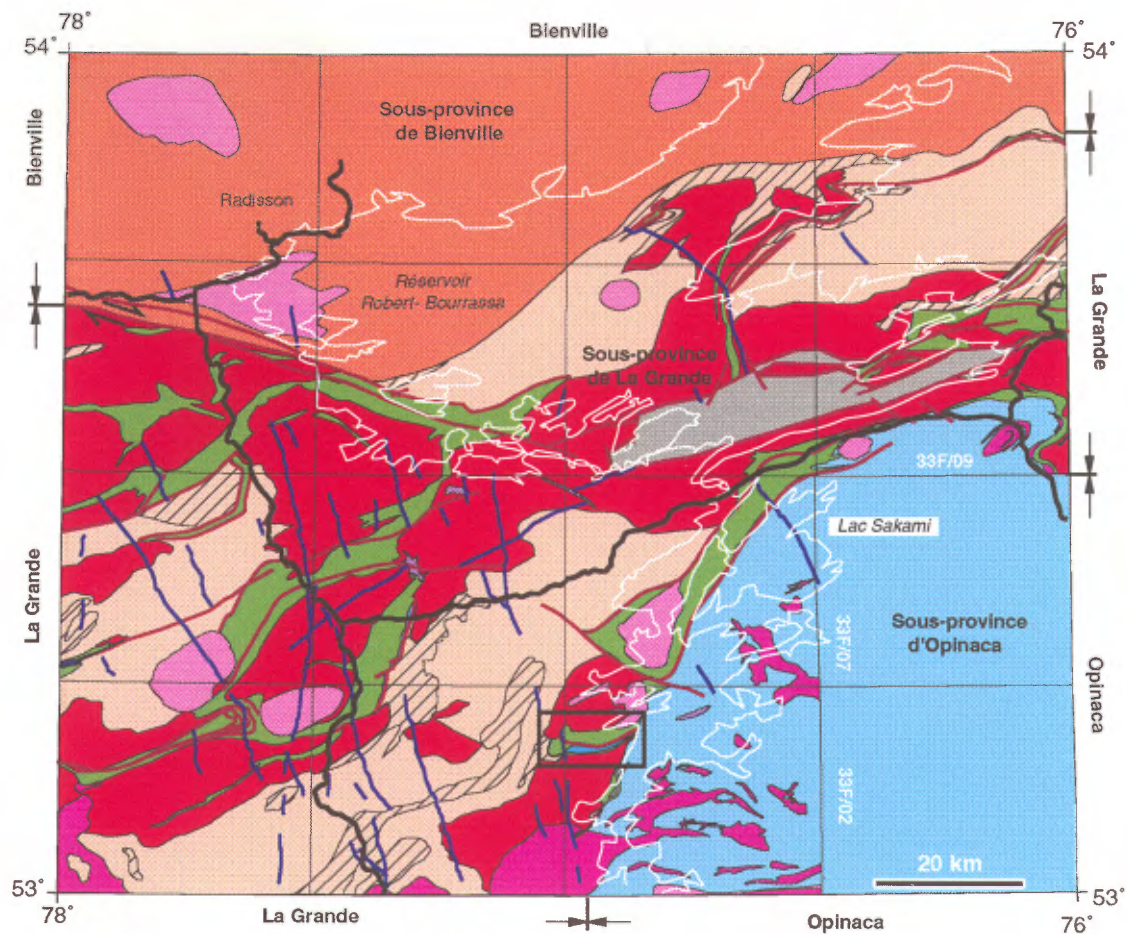 78°
Bienville
76°
54°
54°
Sous-province
de Bienville
Bienville
Radisson
Réservoir
Robert- Bourrassa
La Grande
Sous-province
de La Grande
33F/09
Lac Sakami
La Grande
Sous-province
d'Opinaca
33F/07
Opinaca
33F/02
20 km
53°
53°
78°
La Grande
Opinaca
76°